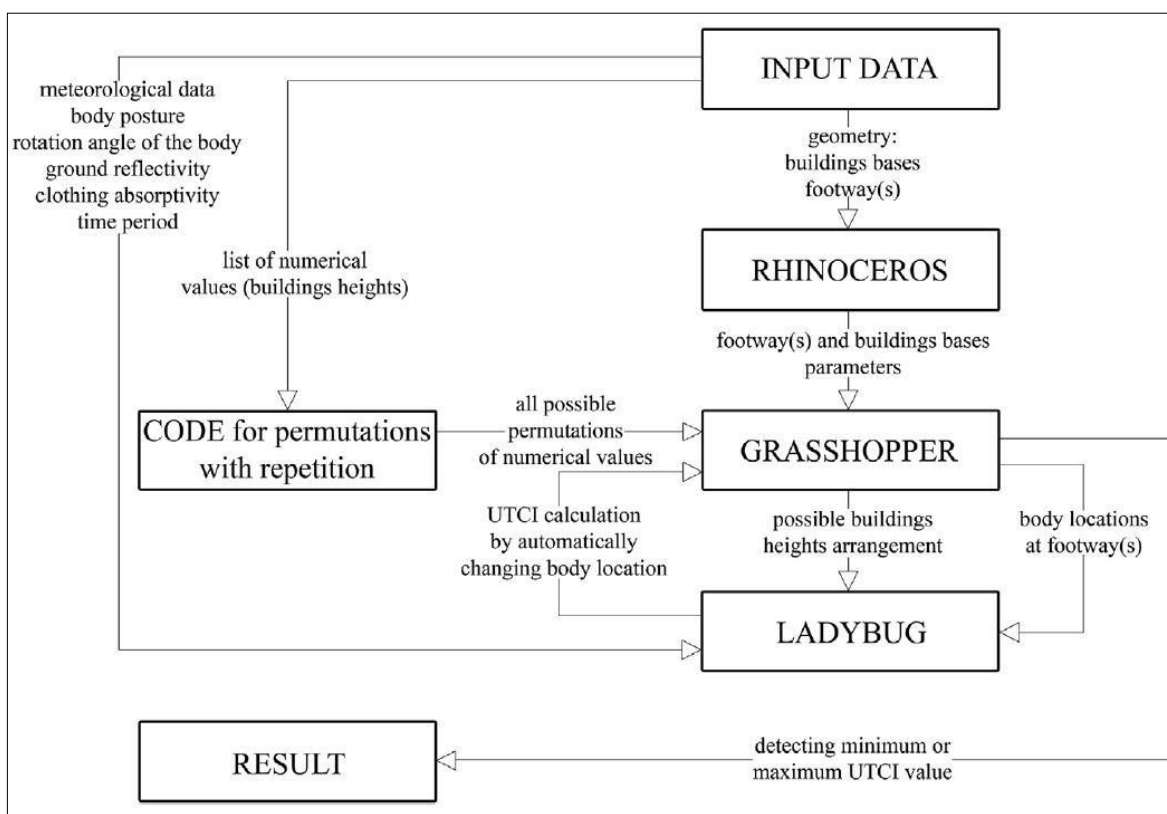 INPUT DATA
meteorological data
body posture
rotation angle of the body
ground reflectivity
clothing absorptivity
time period
geometry:
buildings bases
footway(s)
list of numerical
values (buildings heights)
RHINOCEROS
footway(s) and buildings bases
parameters
CODE for permutations
with repetition
all possible
permutations
of numerical values
GRASSHOPPER
UTCI calculation
by automatically
changing body location
possible buildings
heights arrangement
body locations
at footway(s)
LADYBUG
RESULT
detecting minimum or
maximum UTCI value